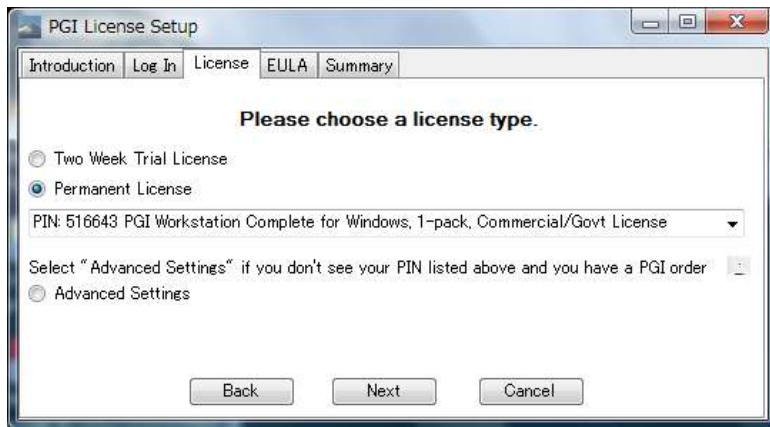 PGI License Setup
Introduction Log In License EULA Summary
Please choose a license type.
Two Week Trial License
Permanent License
PIN: 516643 PGI Workstation Complete for Windows, 1-pack, Commercial/Govt License
Select "Advanced Settings" if you don't see your PIN listed above and you have a PGI order
Advanced Settings
Back Next Cancel